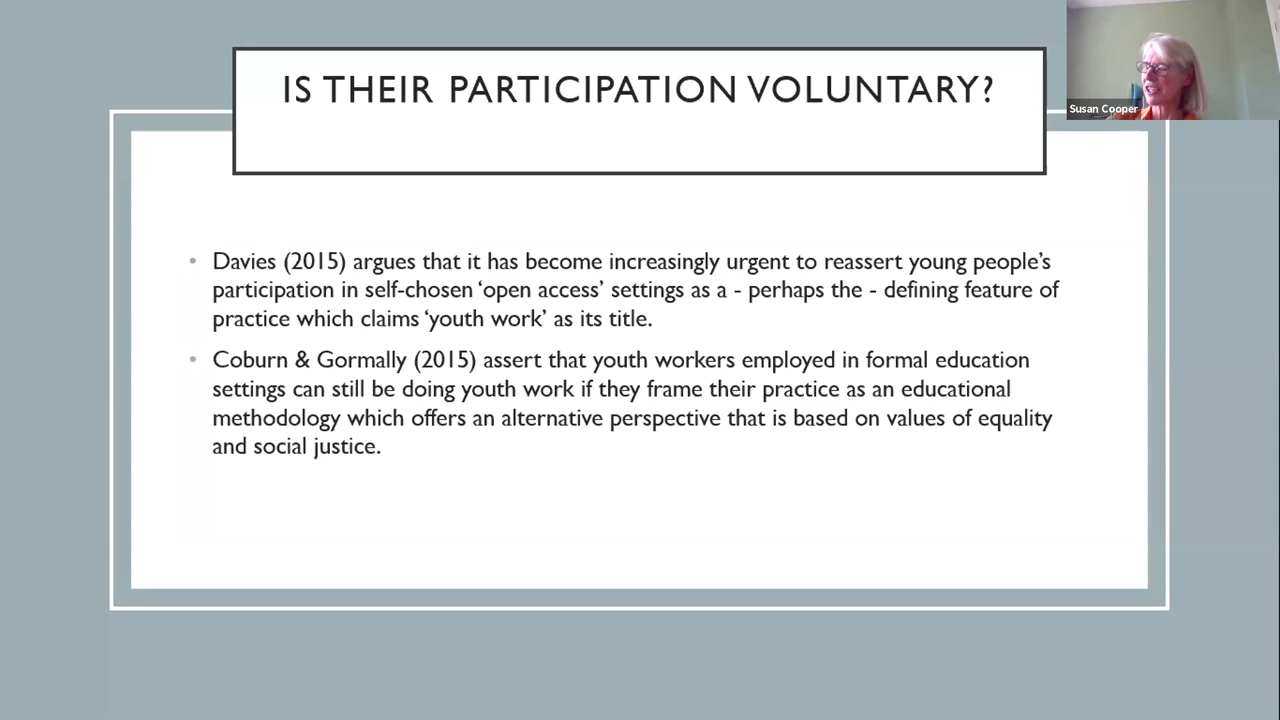 IS THEIR PARTICIPATION VOLUNTARY?
Susan Cooper
• Davies (2015) argues that it has become increasingly urgent to reassert young people’s
participation in self-chosen ‘open access’ settings as a - perhaps the - defining feature of
practice which claims ‘youth work’ as its title.
• Coburn & Gormally (2015) assert that youth workers employed in formal education
settings can still be doing youth work if they frame their practice as an educational
methodology which offers an alternative perspective that is based on values of equality
and social justice.